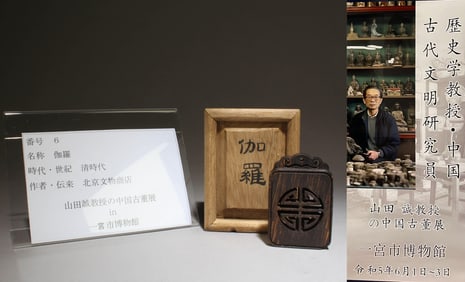 番号 6
名称 伽羅
時代・世紀 清時代
作者・伝来 北京文物商店
山田誠教授の中国古董展
in
一宮市博物館
伽羅
歴史学教授・中国
古代文明研究員
山田 誠教授
の中国古董展
一宮市博物館
令和5年6月1日~3日